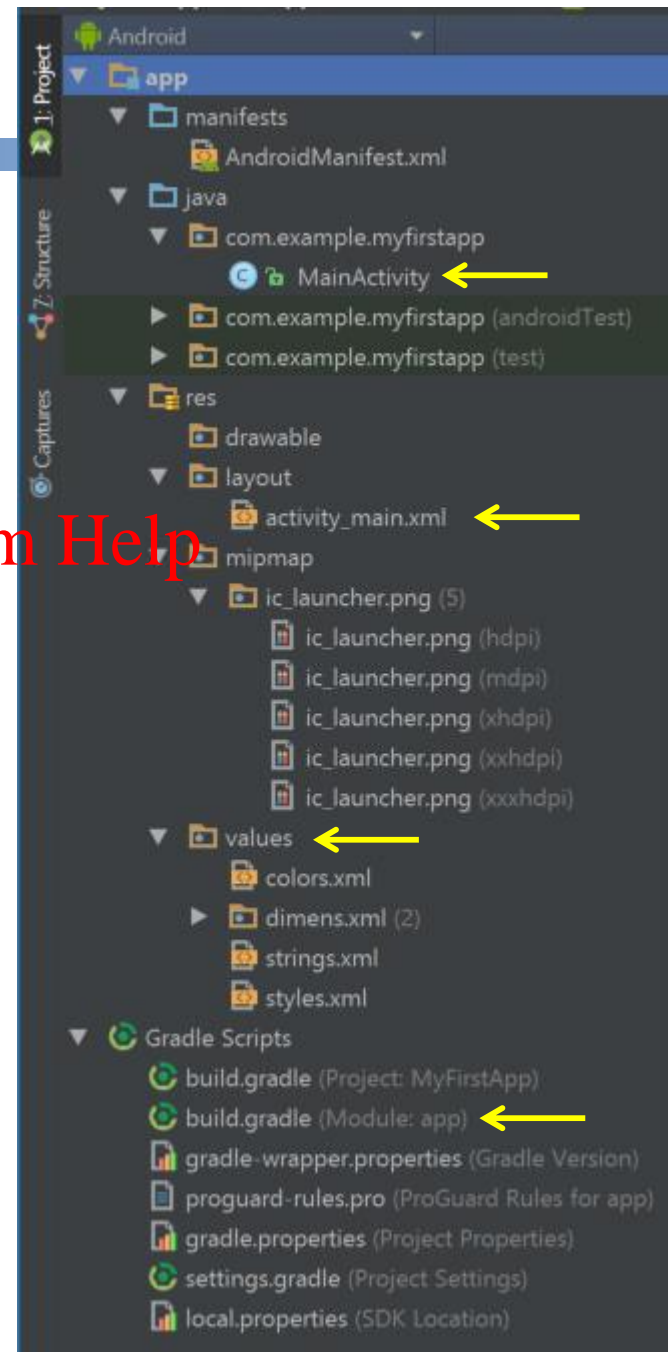 Android
1: Project
app
manifests
AndroidManifest.xml
java
7: Structure
com.example.myfirstapp
MainActivity
com.example.myfirstapp (androidTest)
com.example.myfirstapp (test)
Captures
res
drawable
layout
activity_main.xml
m Help
mipmap
ic_launcher.png (5)
ic_launcher.png (hdpi)
ic_launcher.png (mdpi)
ic_launcher.png (xhdpi)
ic_launcher.png (xxhdpi)
ic_launcher.png (xxxhdpi)
values
colors.xml
dimens.xml (2)
strings.xml
styles.xml
Gradle Scripts
build.gradle (Project: MyFirstApp)
build.gradle (Module: app)
gradle-wrapper.properties (Gradle Version)
proguard-rules.pro (ProGuard Rules for app)
gradle.properties (Project Properties)
settings.gradle (Project Settings)
local.properties (SDK Location)